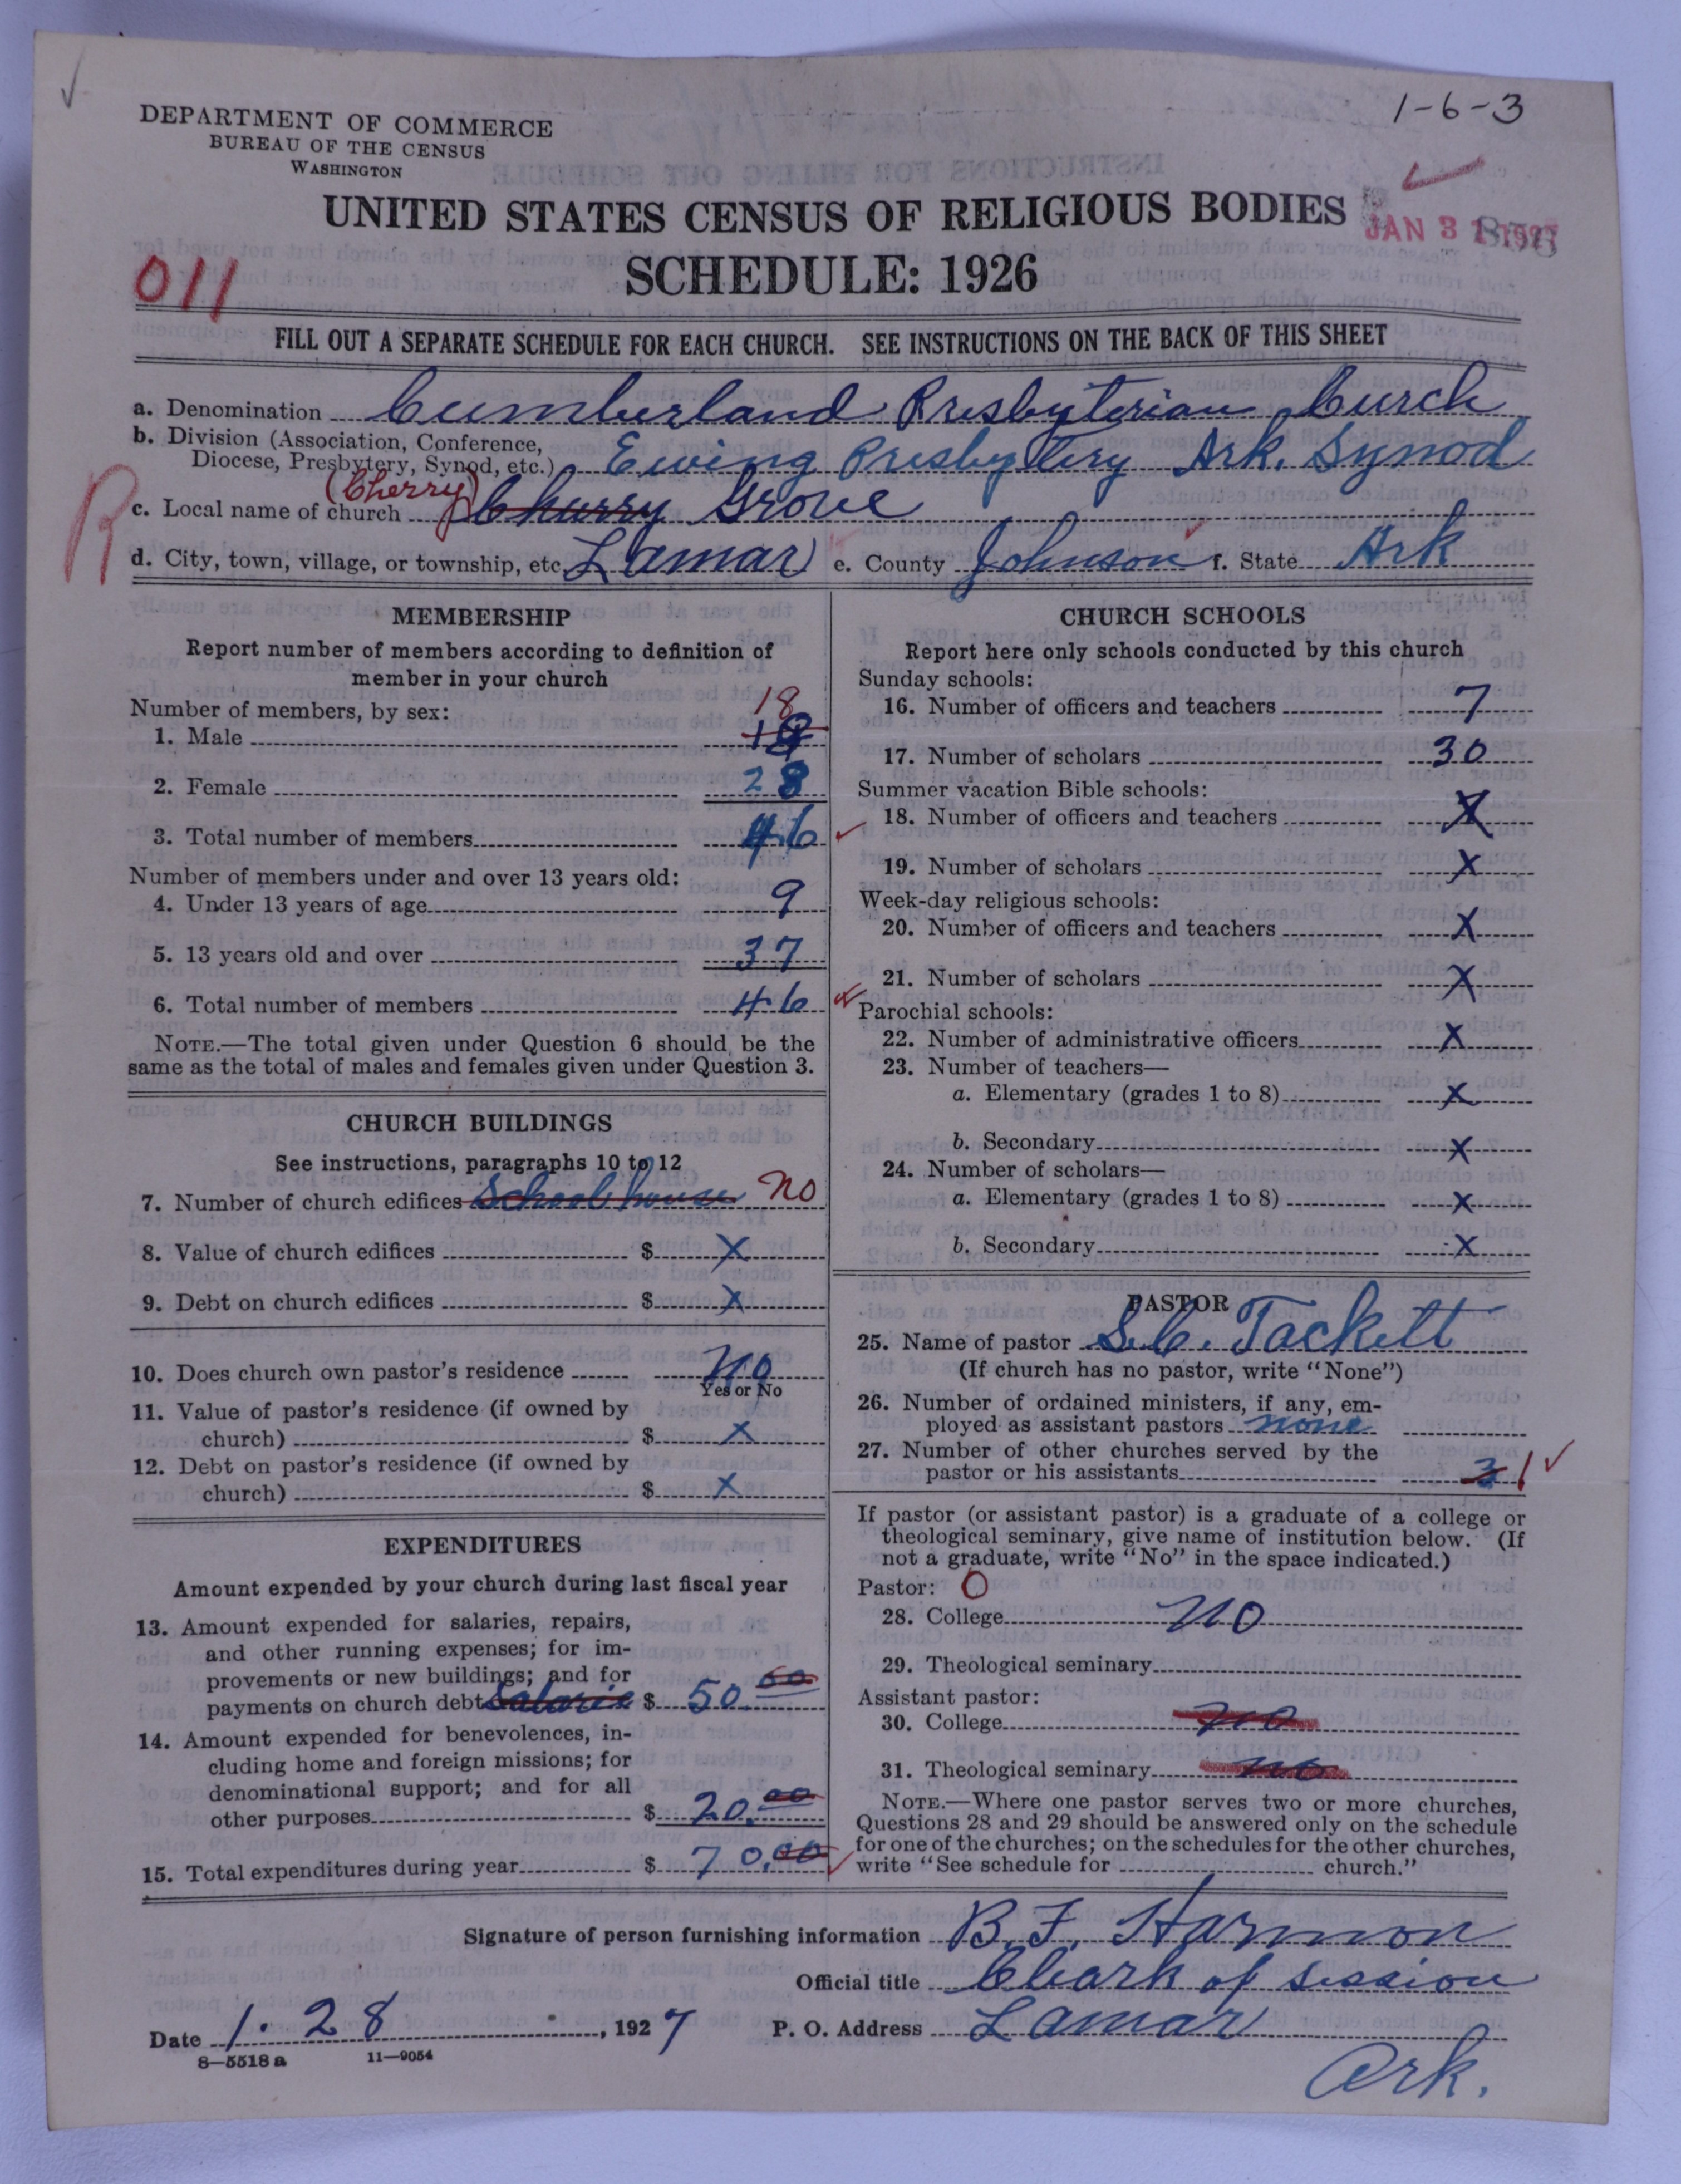 1-6-3
DEPARTMENT OF COMMERCE
BUREAU OF THE CENSUS
WASHINGTON
UNITED STATES CENSUS OF RELIGIOUS BODIES
JAN 31 1927
011
SCHEDULE: 1926
FILL OUT A SEPARATE SCHEDULE FOR EACH CHURCH. SEE INSTRUCTIONS ON THE BACK OF THIS SHEET
a. Denomination Cumberland Presbyterian Curch
b. Division (Association, Conference,
Diocese, Presbytery, Synod, etc.) Ewing Presbytery Ark. Synod
R
(Cherry)
c. Local name of church Churry Grove
d. City, town, village, or township, etc. Lamar e. County Johnson f. State Ark
MEMBERSHIP
Report number of members according to definition of
member in your church
Number of members, by sex:
18
1. Male
2. Female 28
3. Total number of members 46
Number of members under and over 13 years old:
4. Under 13 years of age 9
5. 13 years old and over 37
6. Total number of members 46
NOTE.—The total given under Question 6 should be the
same as the total of males and females given under Question 3.
CHURCH BUILDINGS
See instructions, paragraphs 10 to 12
7. Number of church edifices School house no
8. Value of church edifices $ X
9. Debt on church edifices $ X
10. Does church own pastor's residence no
Yes or No
11. Value of pastor's residence (if owned by
church) $ X
12. Debt on pastor's residence (if owned by
church) $ X
EXPENDITURES
Amount expended by your church during last fiscal year
13. Amount expended for salaries, repairs,
and other running expenses; for im-
provements or new buildings; and for
payments on church debt Salarie $ 50.00
14. Amount expended for benevolences, in-
cluding home and foreign missions; for
denominational support; and for all
other purposes $ 20.00
15. Total expenditures during year $ 70.00
CHURCH SCHOOLS
Report here only schools conducted by this church
Sunday schools:
16. Number of officers and teachers 7
17. Number of scholars 30
Summer vacation Bible schools:
18. Number of officers and teachers X
19. Number of scholars X
Week-day religious schools:
20. Number of officers and teachers X
21. Number of scholars X
Parochial schools:
22. Number of administrative officers X
23. Number of teachers—
a. Elementary (grades 1 to 8) X
b. Secondary X
24. Number of scholars—
a. Elementary (grades 1 to 8) X
b. Secondary X
PASTOR
25. Name of pastor S.C. Tackett
(If church has no pastor, write "None")
26. Number of ordained ministers, if any, em-
ployed as assistant pastors none
27. Number of other churches served by the
pastor or his assistants 3 1
If pastor (or assistant pastor) is a graduate of a college or
theological seminary, give name of institution below. (If
not a graduate, write "No" in the space indicated.)
Pastor: O
28. College no
29. Theological seminary
Assistant pastor:
30. College no
31. Theological seminary no
NOTE.—Where one pastor serves two or more churches,
Questions 28 and 29 should be answered only on the schedule
for one of the churches; on the schedules for the other churches,
write "See schedule for church."
Signature of person furnishing information B. F. Harmon
Official title Clark of session
Date 1. 28, 1927 P. O. Address Lamar
Ark.
8—5518 a 11—9054